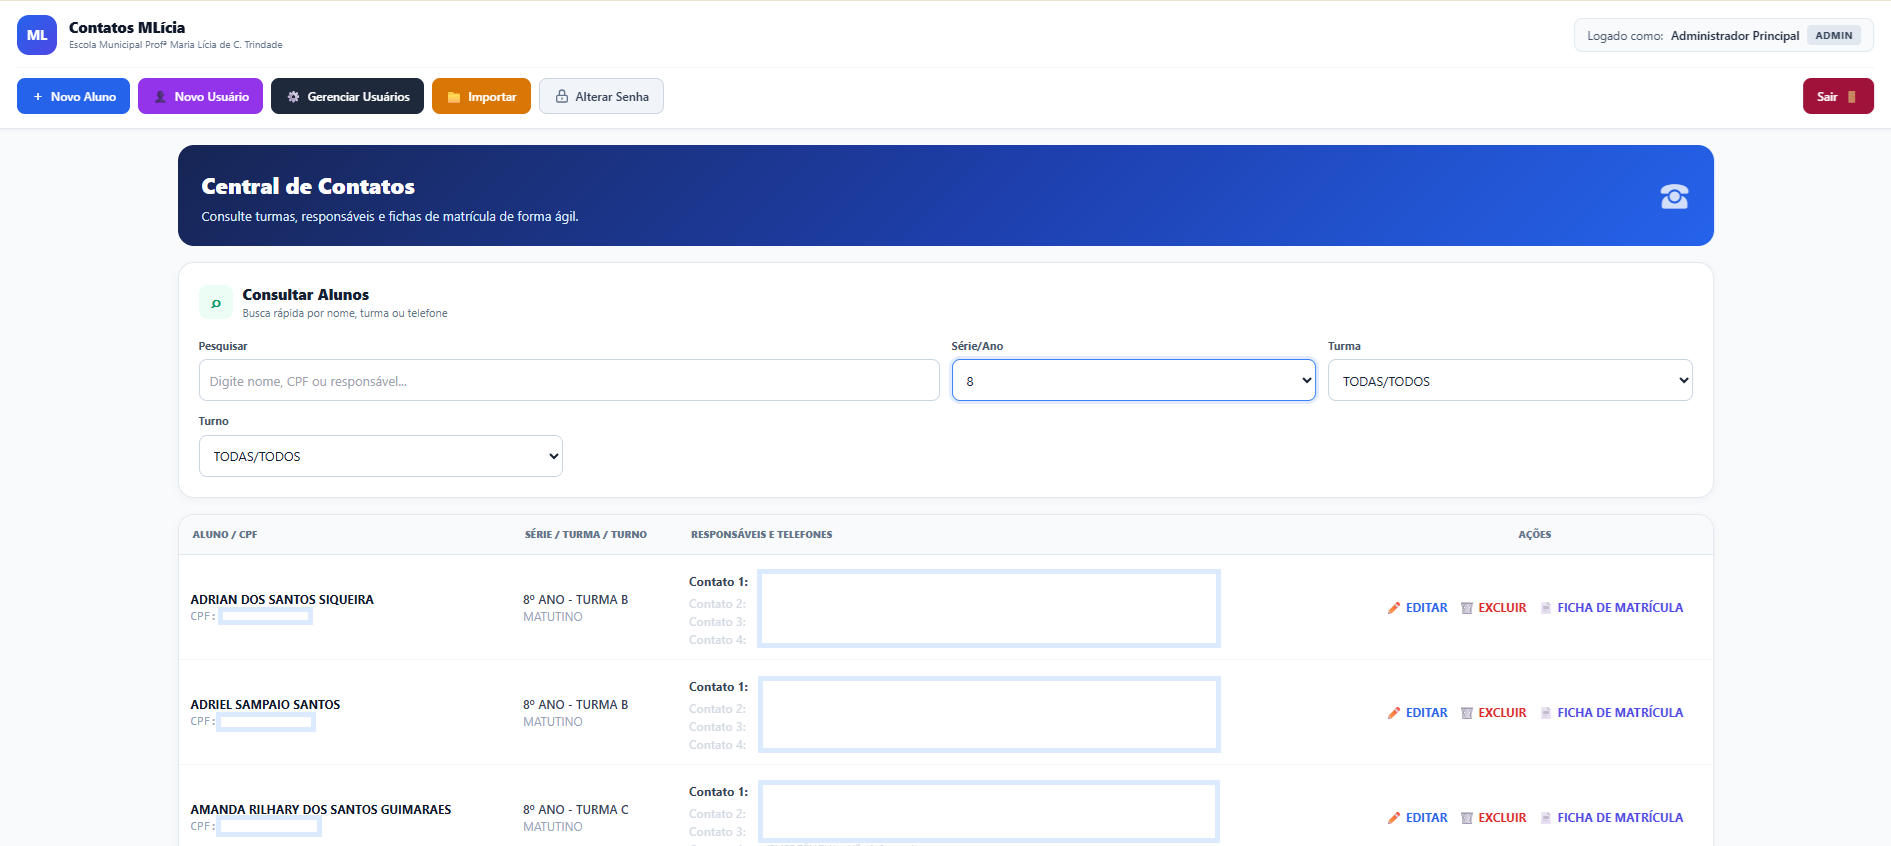 ML
Contatos MLícia
Escola Municipal Profª Maria Lícia de C. Trindade
Logado como: Administrador Principal ADMIN
+ Novo Aluno
Novo Usuário
Gerenciar Usuários
Importar
Alterar Senha
Sair
Central de Contatos
Consulte turmas, responsáveis e fichas de matrícula de forma ágil.
Consultar Alunos
Busca rápida por nome, turma ou telefone
Pesquisar
Série/Ano
Turma
Digite nome, CPF ou responsável...
8
TODAS/TODOS
Turno
TODAS/TODOS
ALUNO / CPF
SÉRIE / TURMA / TURNO
RESPONSÁVEIS E TELEFONES
AÇÕES
ADRIAN DOS SANTOS SIQUEIRA
CPF:
8º ANO - TURMA B
MATUTINO
Contato 1:
Contato 2:
Contato 3:
Contato 4:
EDITAR
EXCLUIR
FICHA DE MATRÍCULA
ADRIEL SAMPAIO SANTOS
CPF:
8º ANO - TURMA B
MATUTINO
Contato 1:
Contato 2:
Contato 3:
Contato 4:
EDITAR
EXCLUIR
FICHA DE MATRÍCULA
AMANDA RILHARY DOS SANTOS GUIMARAES
CPF:
8º ANO - TURMA C
MATUTINO
Contato 1:
Contato 2:
Contato 3:
EDITAR
EXCLUIR
FICHA DE MATRÍCULA